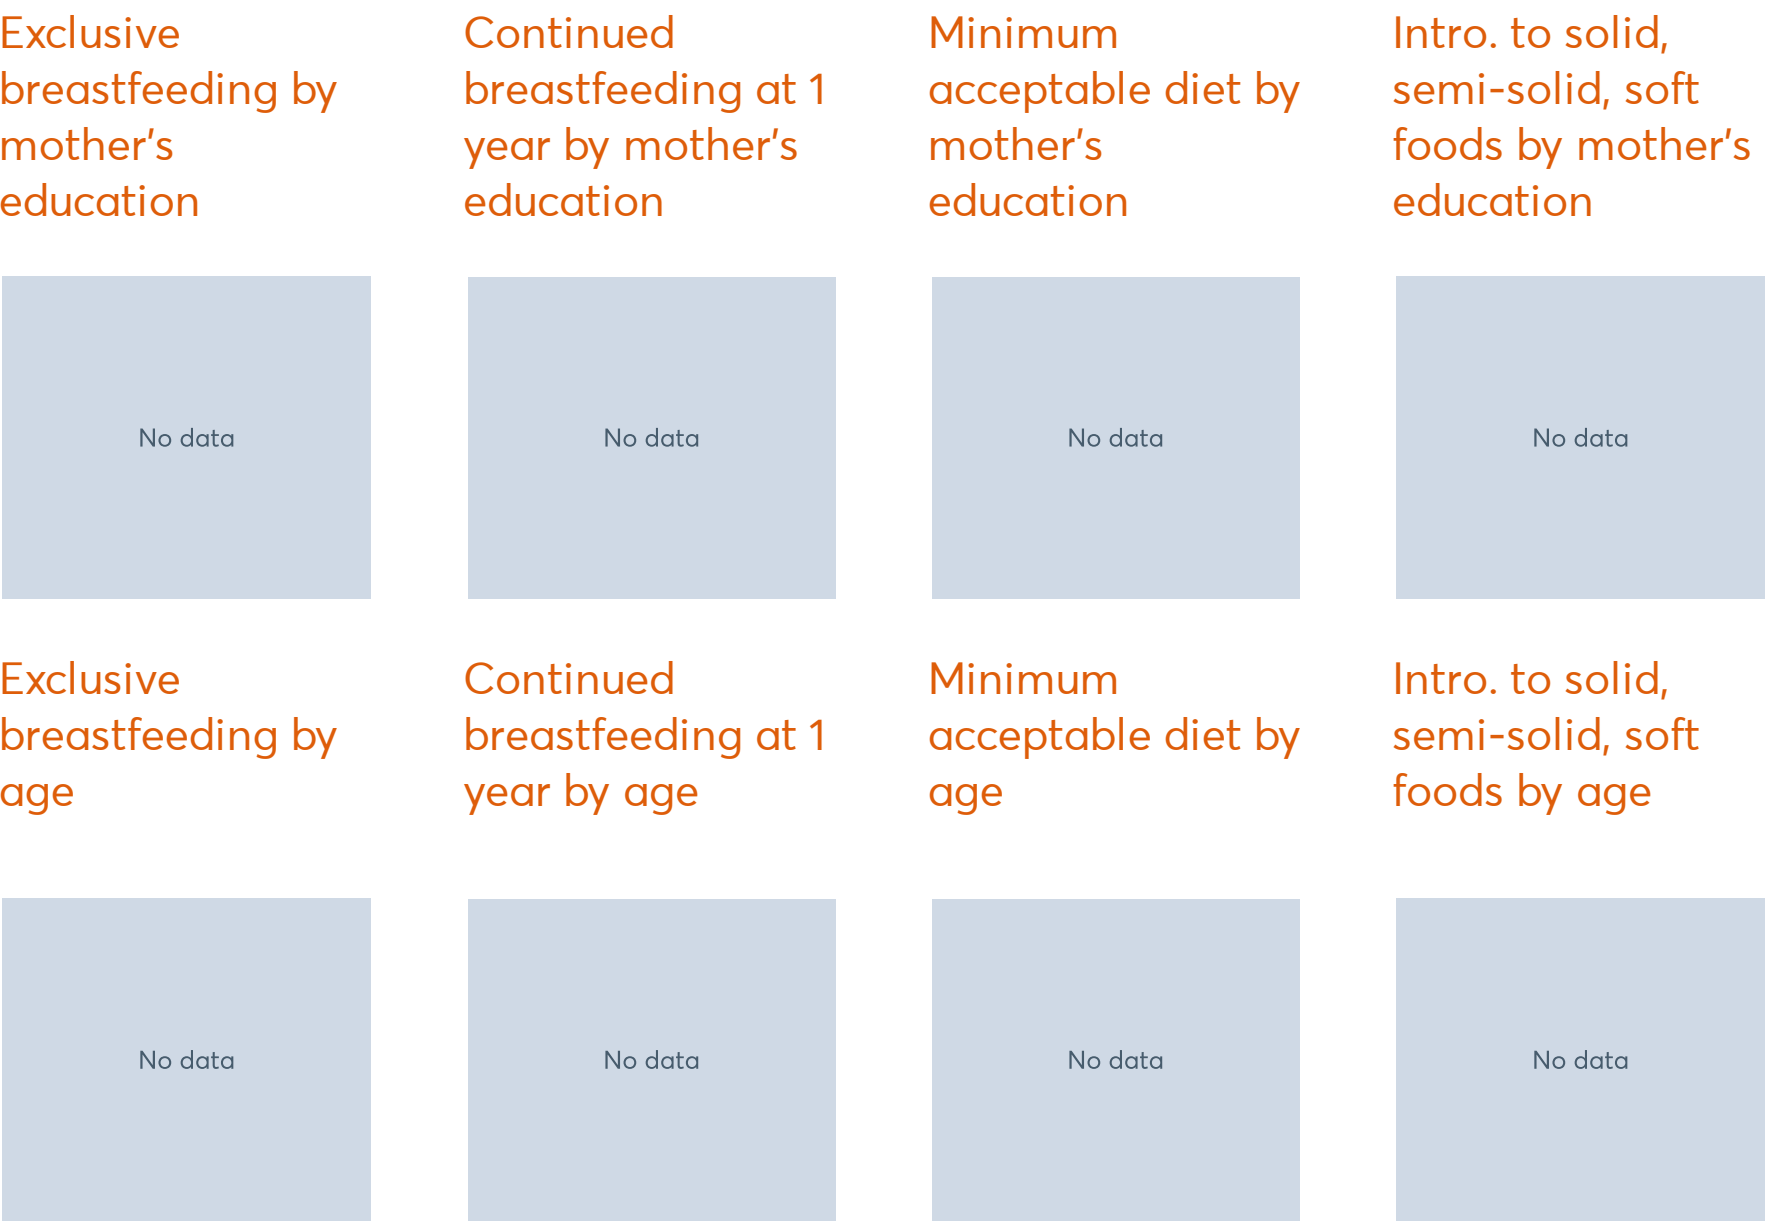 Exclusive
breastfeeding by
mother’s
education
Continued
breastfeeding at 1
year by mother’s
education
Minimum
acceptable diet by
mother’s
education
Intro. to solid,
semi-solid, soft
foods by mother’s
education
No data
No data
No data
No data
Exclusive
breastfeeding by
age
Continued
breastfeeding at 1
year by age
Minimum
acceptable diet by
age
Intro. to solid,
semi-solid, soft
foods by age
No data
No data
No data
No data